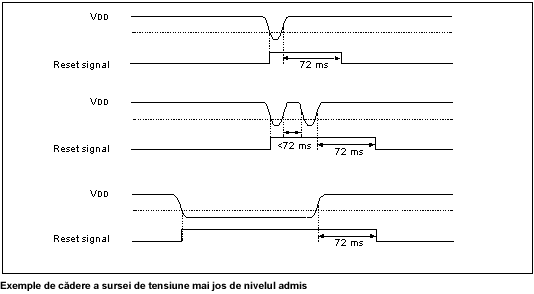 VDD
Reset signal
72 ms
VDD
<72 ms
Reset signal
72 ms
VDD
Reset signal
72 ms
Exemple de cădere a sursei de tensiune mai jos de nivelul admis